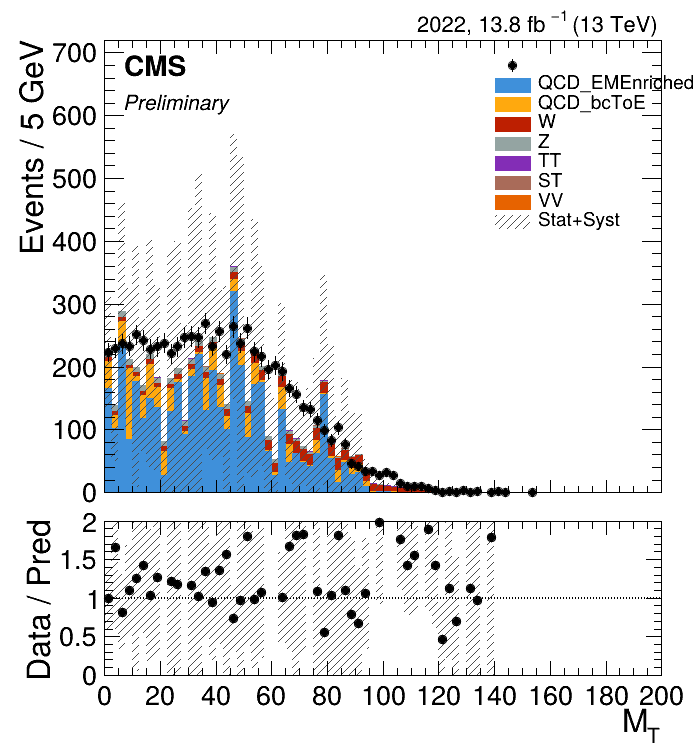 2022, 13.8 fb⁻¹ (13 TeV)
CMS
Preliminary
Events / 5 GeV
700
600
500
400
300
200
100
0
QCD_EMEnriched
QCD_bcToE
W
Z
TT
ST
VV
Stat+Syst
Data / Pred
2
1.5
1
0.5
0
0 20 40 60 80 100 120 140 160 180 200
M_T